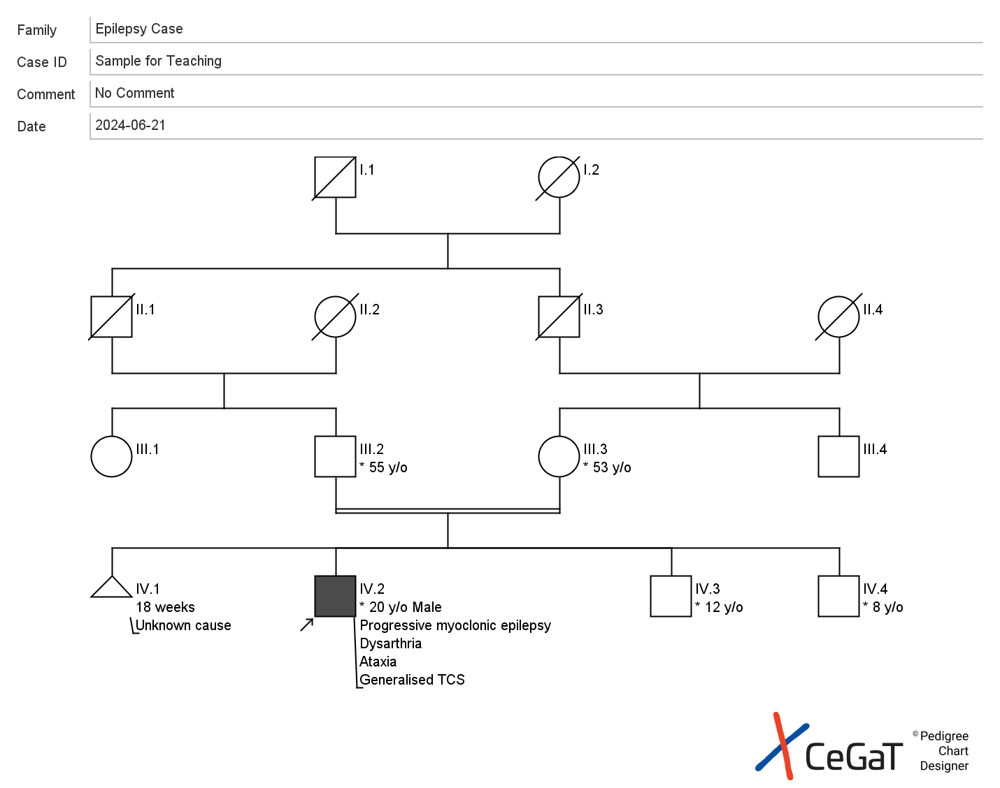 Family Epilepsy Case
Case ID Sample for Teaching
Comment No Comment
Date 2024-06-21
I.1
I.2
II.1
II.2
II.3
II.4
III.1
III.2
* 55 y/o
III.3
* 53 y/o
III.4
IV.1
18 weeks
Unknown cause
IV.2
* 20 y/o Male
Progressive myoclonic epilepsy
Dysarthria
Ataxia
Generalised TCS
IV.3
* 12 y/o
IV.4
* 8 y/o
CeGaT
© Pedigree
Chart
Designer